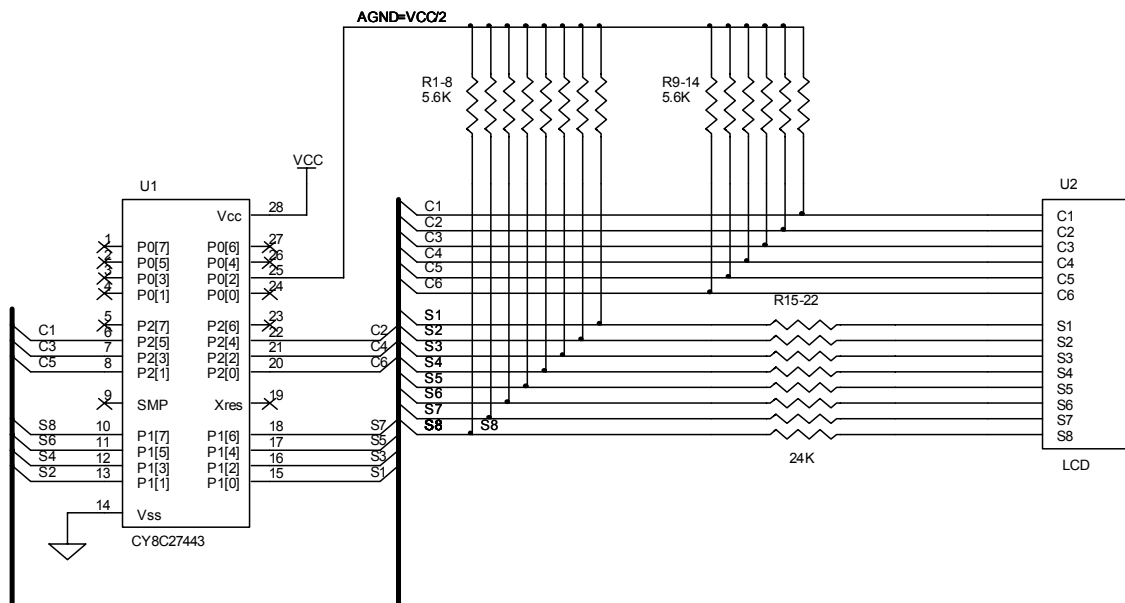 AGND=VCC/2
R1-8
5.6K
R9-14
5.6K
VCC
U1
U2
Vcc 28
C1 C1
C2 C2
C3 C3
C4 C4
C5 C5
C6 C6
1 P0[7] P0[6] 27
2 P0[5] P0[4] 26
3 P0[3] P0[2] 25
4 P0[1] P0[0] 24
R15-22
5 P2[7] P2[6] 23
C1 6 P2[5] P2[4] 22 C2
C3 7 P2[3] P2[2] 21 C4
C5 8 P2[1] P2[0] 20 C6
S1 S1
S2 S2
S3 S3
S4 S4
S5 S5
S6 S6
S7 S7
S8 S8 S8
9 SMP Xres 19
S8 10 P1[7] P1[6] 18 S7
S6 11 P1[5] P1[4] 17 S5
S4 12 P1[3] P1[2] 16 S3
S2 13 P1[1] P1[0] 15 S1
24K
LCD
14 Vss
CY8C27443